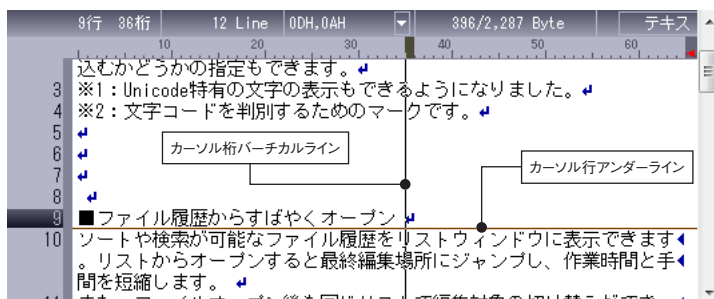 9行 36桁 12 Line 0DH,0AH 396/2,287 Byte テキス
10 20 30 40 50 60
込むかどうかの指定もできます。
3 ※1：Unicode特有の文字の表示もできるようになりました。
4 ※2：文字コードを判別するためのマークです。
5
6
カーソル桁バーチカルライン
カーソル行アンダーライン
7
8
9 ■ファイル履歴からすばやくオープン
10 ソートや検索が可能なファイル履歴をリストウィンドウに表示できます
。リストからオープンすると最終編集場所にジャンプし、作業時間と手
間を短縮します。